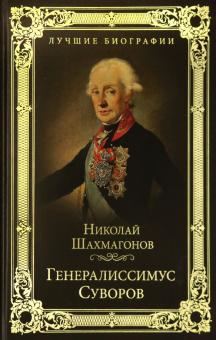 ЛУЧШИЕ БИОГРАФИИ
НИКОЛАЙ
ШАХМАГОНОВ
ГЕНЕРАЛИССИМУС
СУВОРОВ